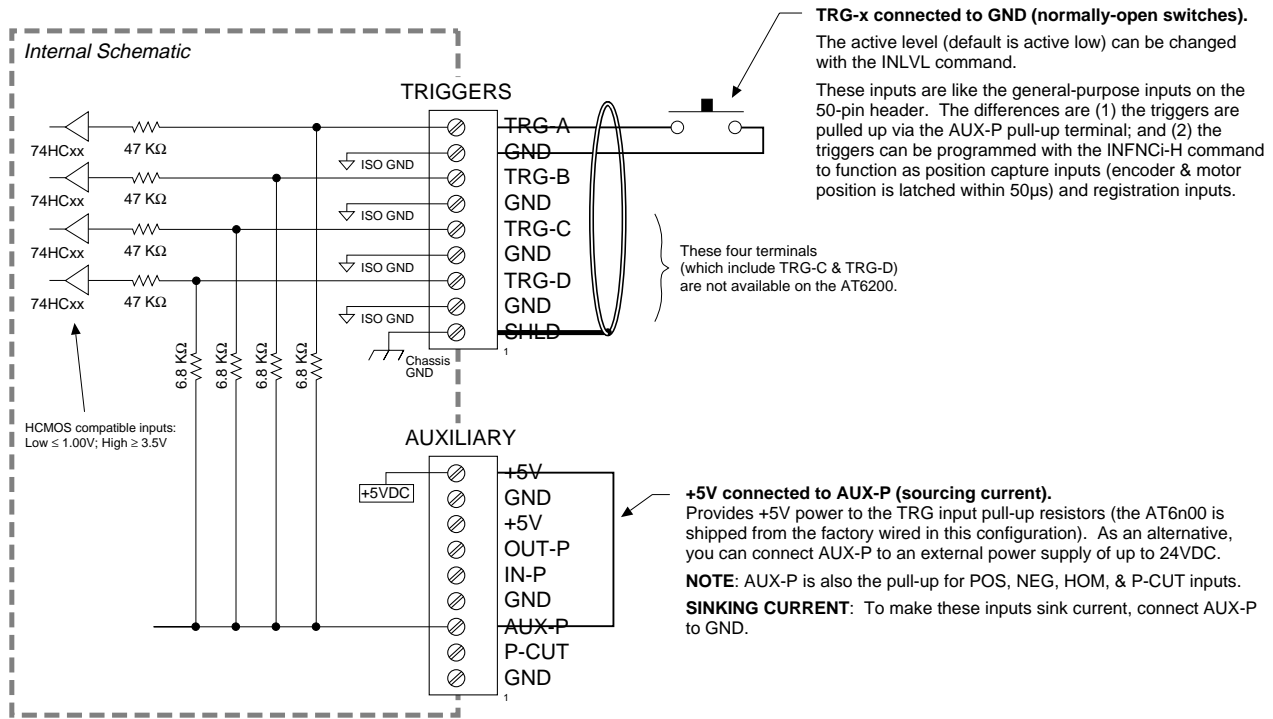 Internal Schematic
TRIGGERS
74HCxx
47 KΩ
TRG-A
ISO GND
GND
74HCxx
47 KΩ
TRG-B
ISO GND
GND
74HCxx
47 KΩ
TRG-C
ISO GND
GND
74HCxx
47 KΩ
TRG-D
ISO GND
GND
SHLD
1
Chassis
GND
6.8 KΩ
6.8 KΩ
6.8 KΩ
6.8 KΩ
HCMOS compatible inputs:
Low ≤ 1.00V; High ≥ 3.5V
AUXILIARY
+5VDC
+5V
GND
+5V
OUT-P
IN-P
GND
AUX-P
P-CUT
GND
1
TRG-x connected to GND (normally-open switches).
The active level (default is active low) can be changed
with the INLVL command.
These inputs are like the general-purpose inputs on the
50-pin header. The differences are (1) the triggers are
pulled up via the AUX-P pull-up terminal; and (2) the
triggers can be programmed with the INFNCi-H command
to function as position capture inputs (encoder & motor
position is latched within 50µs) and registration inputs.
These four terminals
(which include TRG-C & TRG-D)
are not available on the AT6200.
+5V connected to AUX-P (sourcing current).
Provides +5V power to the TRG input pull-up resistors (the AT6n00 is
shipped from the factory wired in this configuration). As an alternative,
you can connect AUX-P to an external power supply of up to 24VDC.
NOTE: AUX-P is also the pull-up for POS, NEG, HOM, & P-CUT inputs.
SINKING CURRENT: To make these inputs sink current, connect AUX-P
to GND.